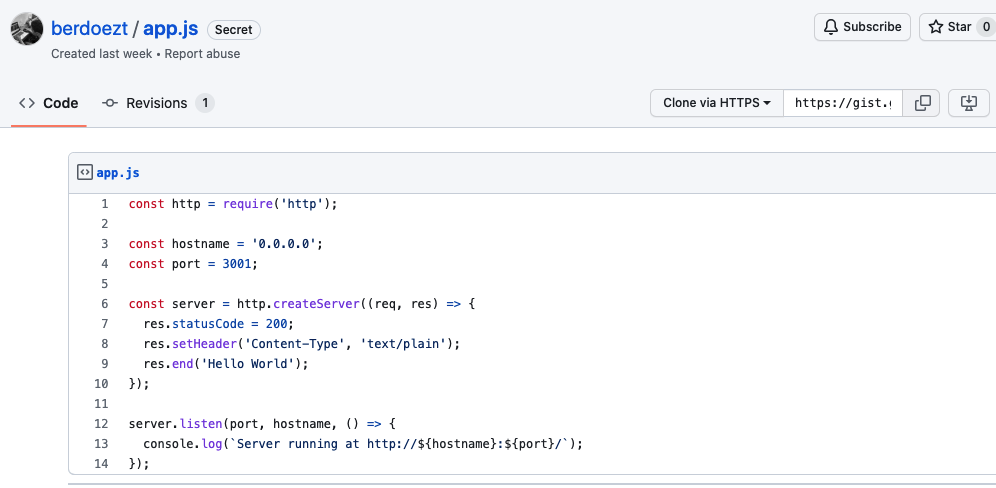 berdoezt / app.js Secret
Created last week • Report abuse
Subscribe
Star 0
Code
Revisions 1
Clone via HTTPS
https://gist.g
app.js
1 const http = require('http');
2
3 const hostname = '0.0.0.0';
4 const port = 3001;
5
6 const server = http.createServer((req, res) => {
7   res.statusCode = 200;
8   res.setHeader('Content-Type', 'text/plain');
9   res.end('Hello World');
10 });
11
12 server.listen(port, hostname, () => {
13   console.log(`Server running at http://${hostname}:${port}/`);
14 });